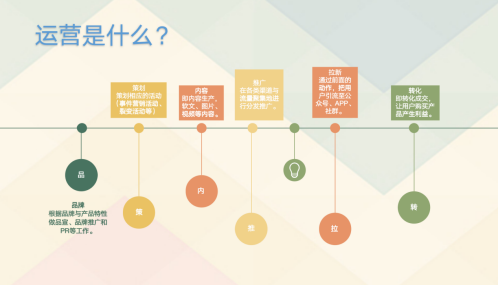 运营是什么？
策划
策划相应的活动
（事件营销活动、
裂变活动等）
内容
即内容生产，
软文、图片、
视频等内容。
推广
在各类渠道与
流量聚集地进
行分发推广。
拉新
通过前面的
动作，把用
户引流至公
众号、APP、
社群。
转化
即转化成交，
让用户购买产
品产生利益。
品
品牌
根据品牌与产品特性
做品宣、品牌推广和
PR等工作。
策
内
推
拉
转